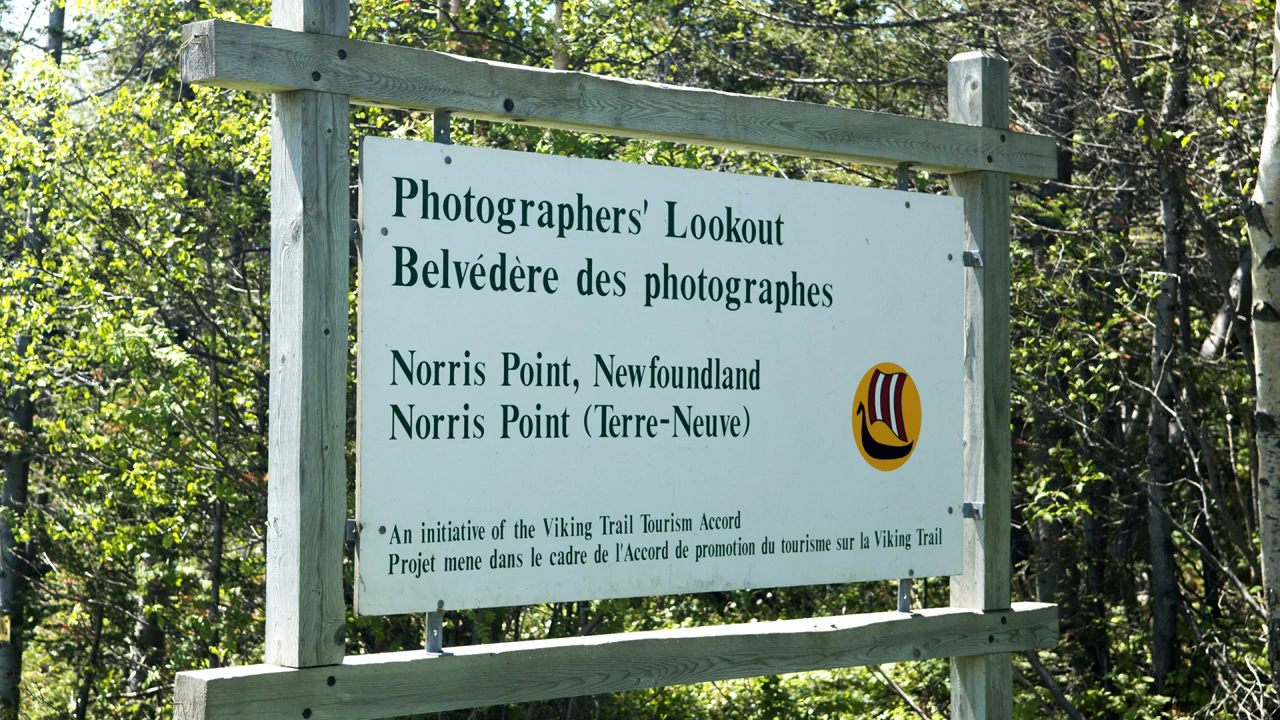 Photographers' Lookout
Belvédère des photographes
Norris Point, Newfoundland
Norris Point (Terre-Neuve)
An initiative of the Viking Trail Tourism Accord
Projet mene dans le cadre de l'Accord de promotion du tourisme sur la Viking Trail